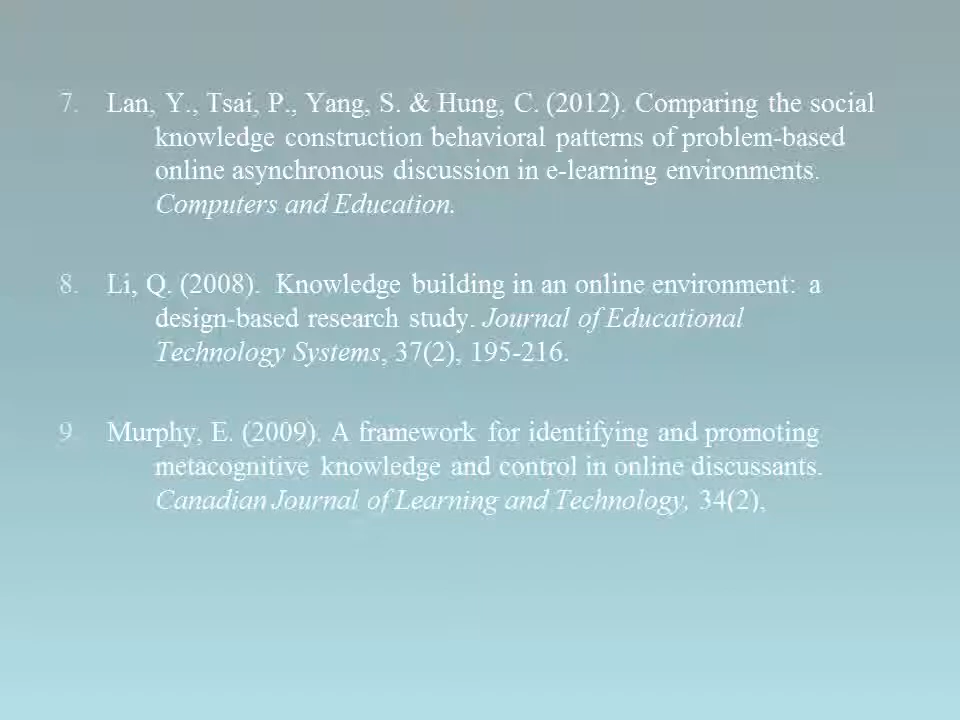 7. Lan, Y., Tsai, P., Yang, S. & Hung, C. (2012). Comparing the social
knowledge construction behavioral patterns of problem-based
online asynchronous discussion in e-learning environments.
Computers and Education.
8. Li, Q. (2008). Knowledge building in an online environment: a
design-based research study. Journal of Educational
Technology Systems, 37(2), 195-216.
9. Murphy, E. (2009). A framework for identifying and promoting
metacognitive knowledge and control in online discussants.
Canadian Journal of Learning and Technology, 34(2),